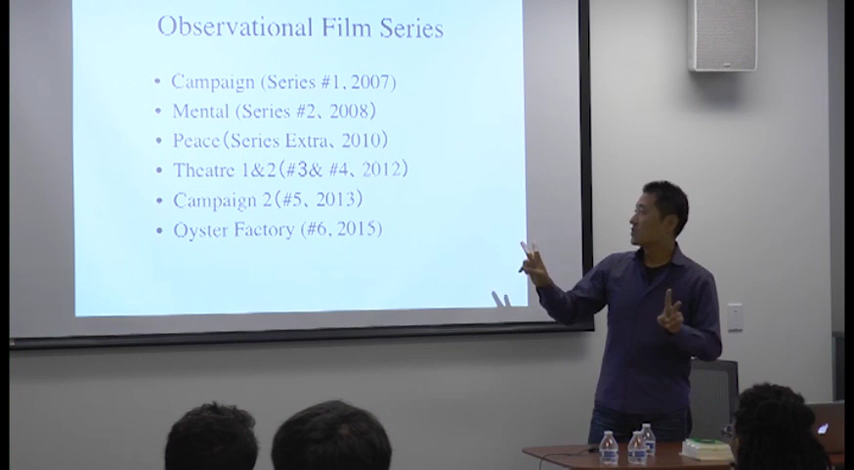 Observational Film Series
• Campaign (Series #1, 2007)
• Mental (Series #2、2008)
• Peace(Series Extra、2010)
• Theatre 1&2(#3& #4、2012)
• Campaign 2(#5、2013)
• Oyster Factory (#6, 2015)